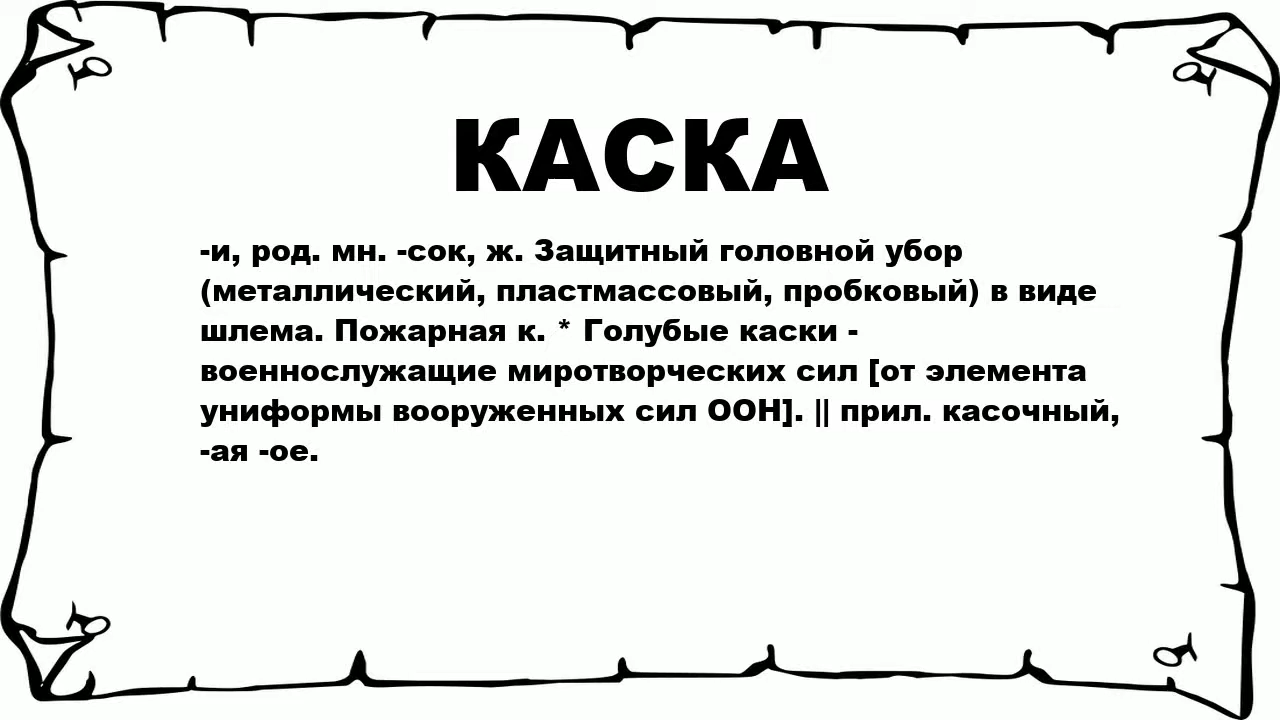 КАСКА
-и, род. мн. -сок, ж. Защитный головной убор
(металлический, пластмассовый, пробковый) в виде
шлема. Пожарная к. * Голубые каски -
военнослужащие миротворческих сил [от элемента
униформы вооруженных сил ООН]. || прил. касочный,
-ая -ое.